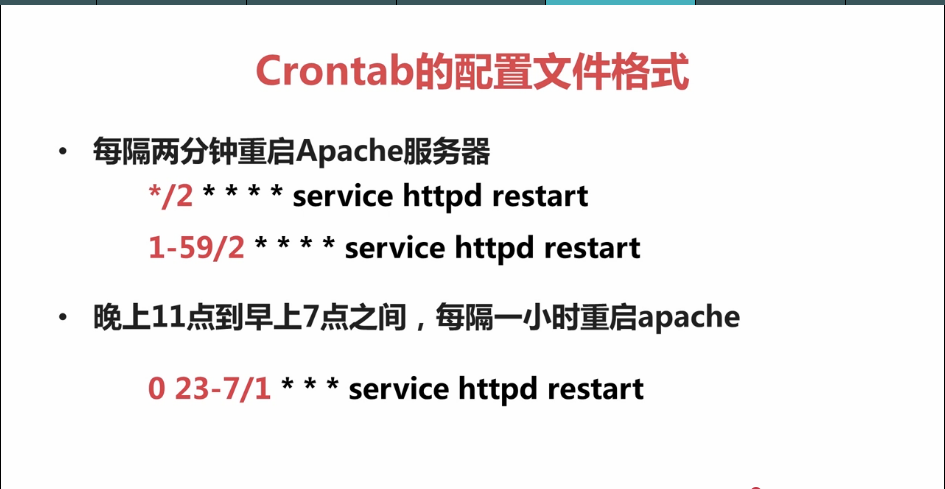 Crontab的配置文件格式
• 每隔两分钟重启Apache服务器
*/2 * * * * service httpd restart
1-59/2 * * * * service httpd restart
• 晚上11点到早上7点之间，每隔一小时重启apache
0 23-7/1 * * * service httpd restart